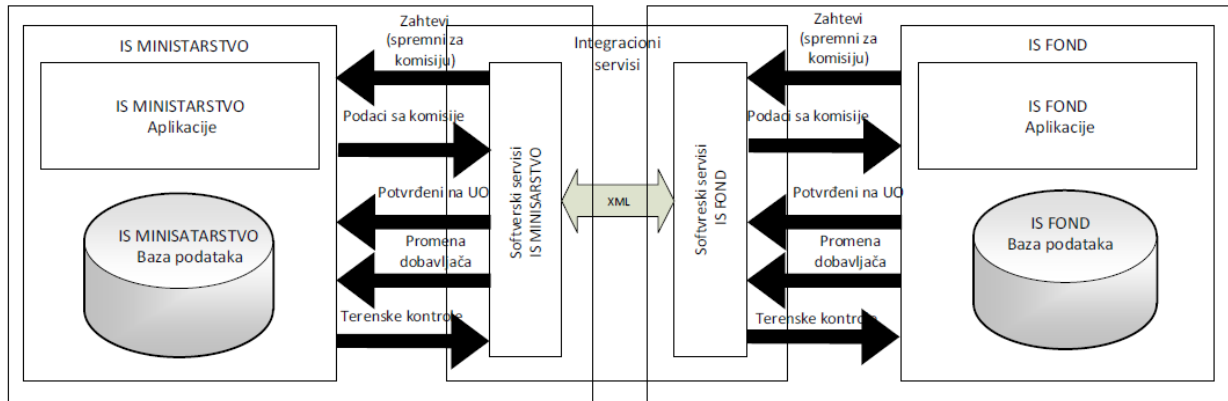 IS MINISTARSTVO
IS MINISTARSTVO
Aplikacije
IS MINISATARSTVO
Baza podataka
Zahtevi
(spremni za
komisiju)
Podaci sa komisije
Potvrđeni na UO
Promena
dobavljača
Terenske kontrole
Integracioni
servisi
Softverski servisi
IS MINISARSTVO
XML
Softvreski servisi
IS FOND
Zahtevi
(spremni za
komisiju)
Podaci sa komisije
Potvrđeni na UO
Promena
dobavljača
Terenske kontrole
IS FOND
IS FOND
Aplikacije
IS FOND
Baza podataka